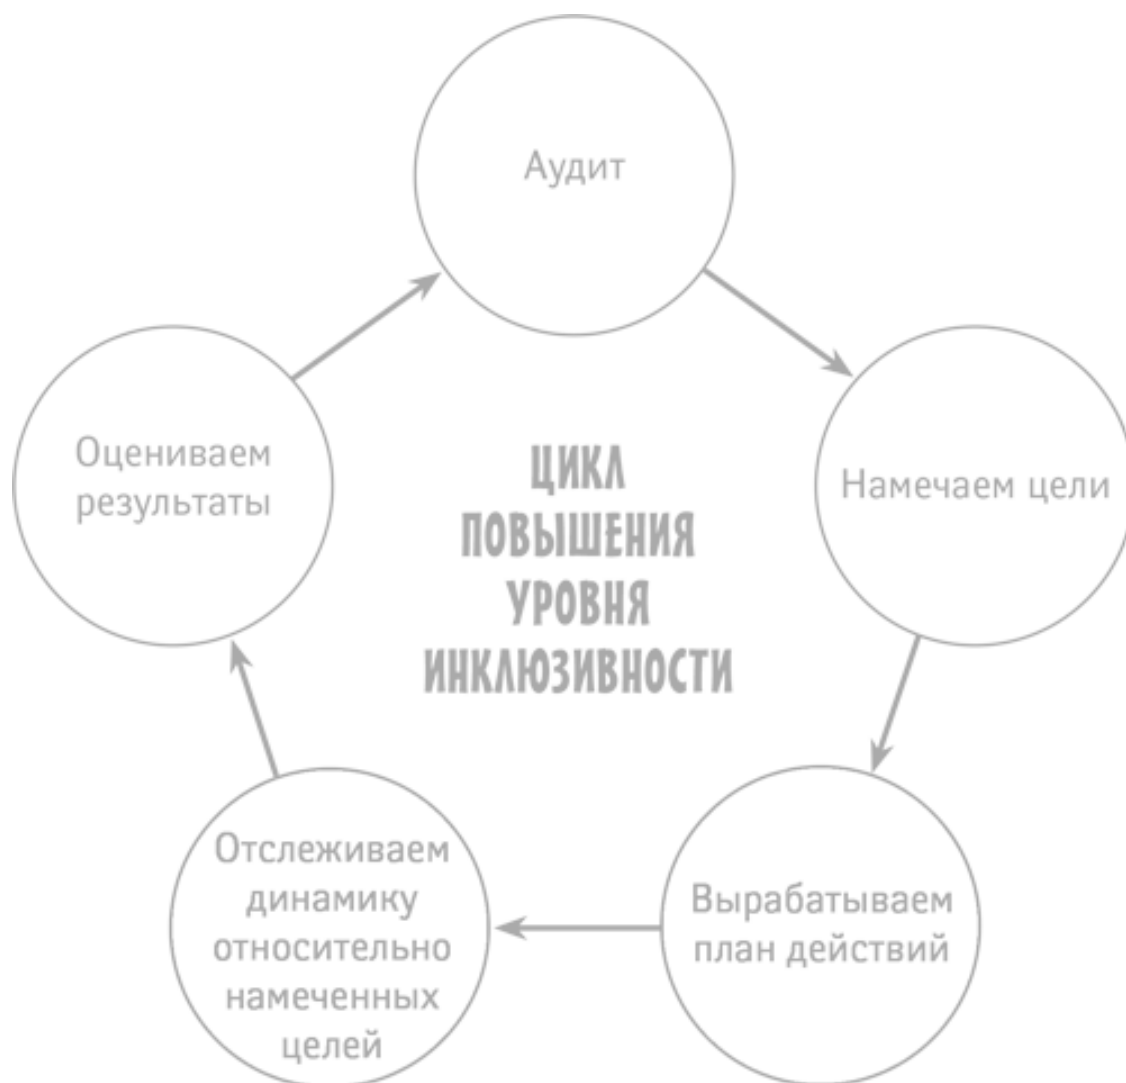 Аудит
Намечаем цели
Вырабатываем
план действий
Отслеживаем
динамику
относительно
намеченных
целей
Оцениваем
результаты
ЦИКЛ
ПОВЫШЕНИЯ
УРОВНЯ
ИНКЛЮЗИВНОСТИ